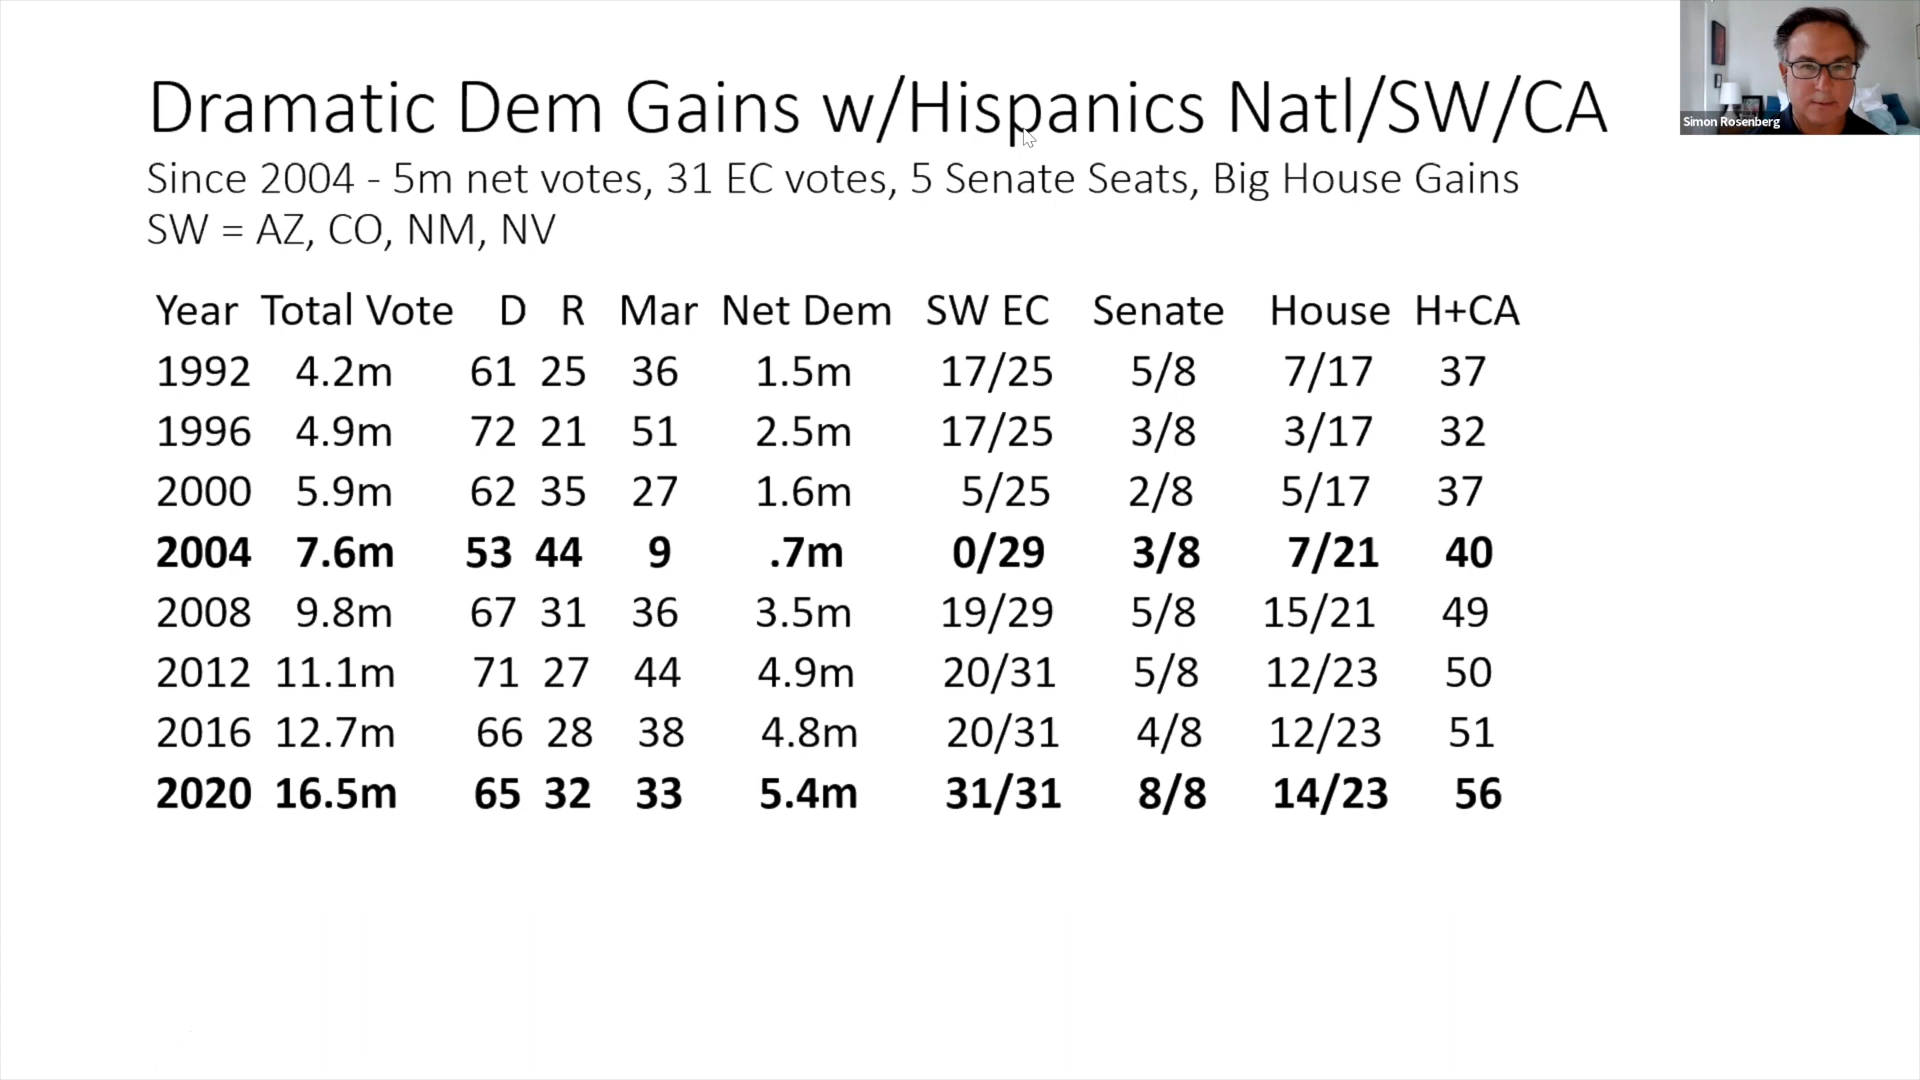 Dramatic Dem Gains w/Hispanics Natl/SW/CA
Since 2004 - 5m net votes, 31 EC votes, 5 Senate Seats, Big House Gains
SW = AZ, CO, NM, NV
Year Total Vote D R Mar Net Dem SW EC Senate House H+CA
1992 4.2m 61 25 36 1.5m 17/25 5/8 7/17 37
1996 4.9m 72 21 51 2.5m 17/25 3/8 3/17 32
2000 5.9m 62 35 27 1.6m 5/25 2/8 5/17 37
2004 7.6m 53 44 9 .7m 0/29 3/8 7/21 40
2008 9.8m 67 31 36 3.5m 19/29 5/8 15/21 49
2012 11.1m 71 27 44 4.9m 20/31 5/8 12/23 50
2016 12.7m 66 28 38 4.8m 20/31 4/8 12/23 51
2020 16.5m 65 32 33 5.4m 31/31 8/8 14/23 56
Simon Rosenberg